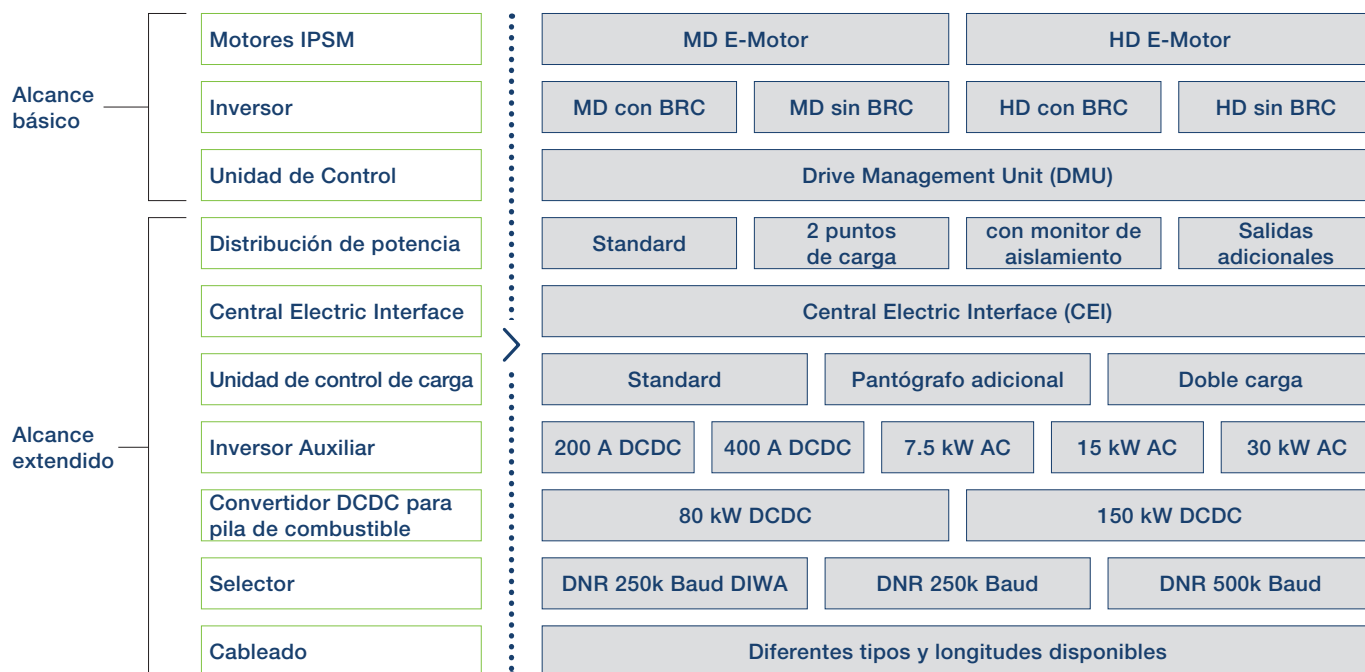 Alcance
básico
Motores IPSM
MD E-Motor
HD E-Motor
Inversor
MD con BRC
MD sin BRC
HD con BRC
HD sin BRC
Unidad de Control
Drive Management Unit (DMU)
Alcance
extendido
Distribución de potencia
Standard
2 puntos
de carga
con monitor de
aislamiento
Salidas
adicionales
Central Electric Interface
Central Electric Interface (CEI)
Unidad de control de carga
Standard
Pantógrafo adicional
Doble carga
Inversor Auxiliar
200 A DCDC
400 A DCDC
7.5 kW AC
15 kW AC
30 kW AC
Convertidor DCDC para
pila de combustible
80 kW DCDC
150 kW DCDC
Selector
DNR 250k Baud DIWA
DNR 250k Baud
DNR 500k Baud
Cableado
Diferentes tipos y longitudes disponibles